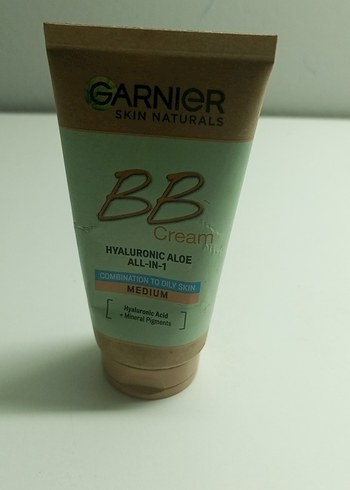 GARNIER
SKIN NATURALS
BB
Cream
HYALURONIC ALOE
ALL-IN-1
COMBINATION TO OILY SKIN
MEDIUM
Hyaluronic Acid
+ Mineral Pigments